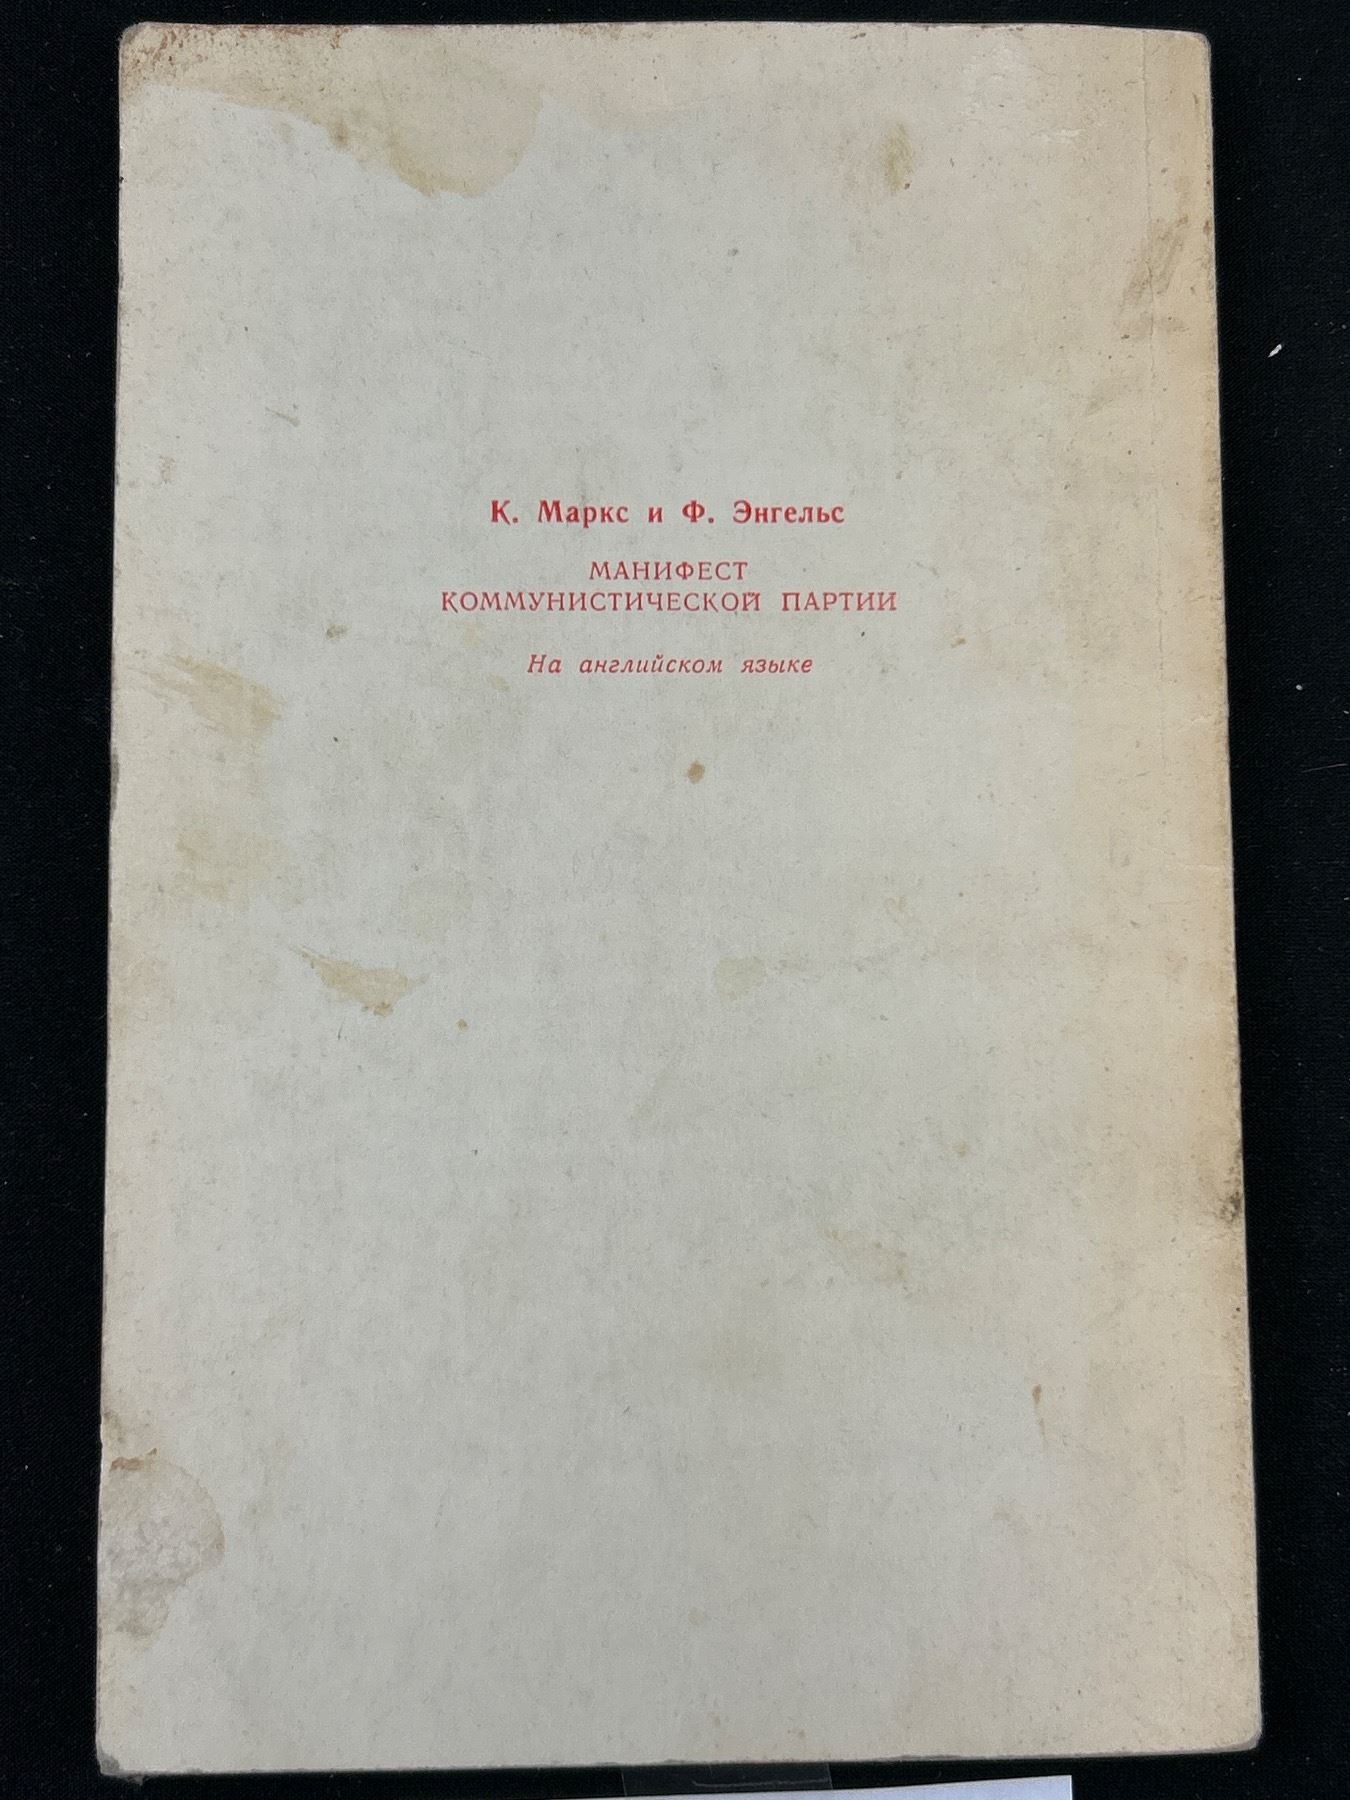 К. Маркс и Ф. Энгельс
МАНИФЕСТ
КОММУНИСТИЧЕСКОЙ ПАРТИИ
На английском языке